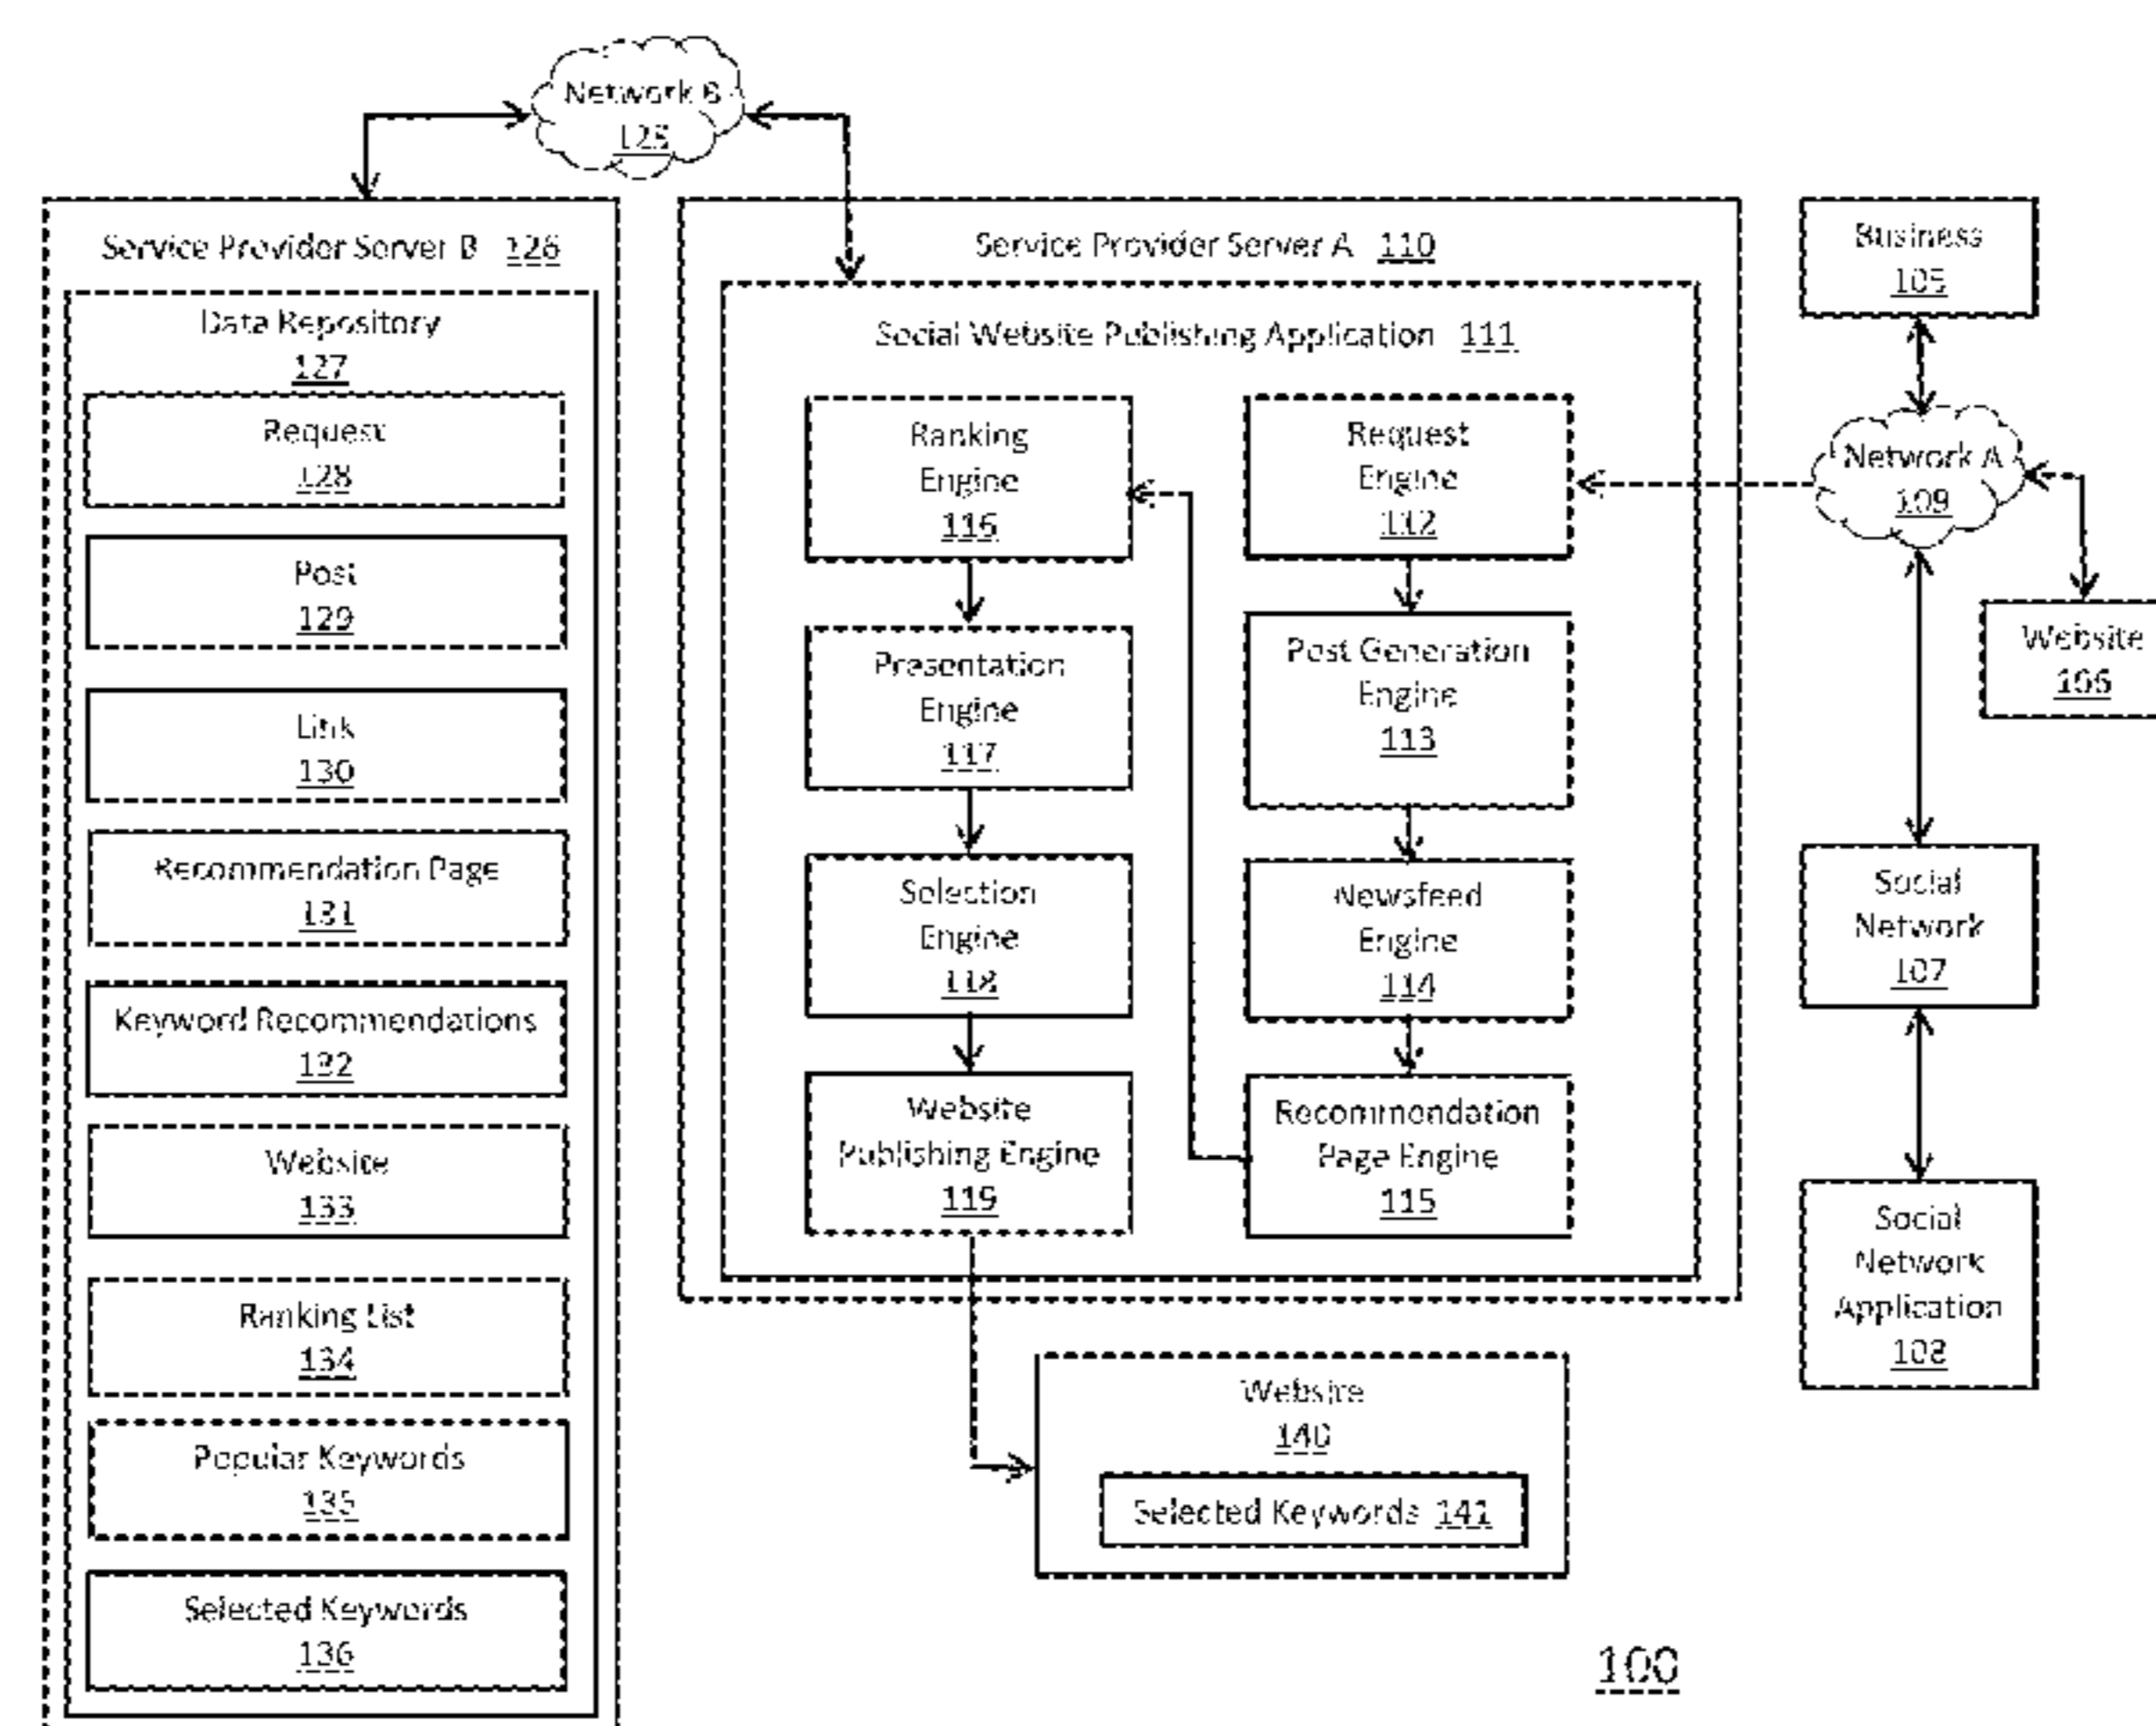 Network B
125
Service Provider Server B 126
Data Repository
127
Request
128
Post
129
Link
130
Recommendation Page
131
Keyword Recommendations
132
Website
133
Ranking List
134
Popular Keywords
135
Selected Keywords
136
Service Provider Server A 110
Social Website Publishing Application 111
Ranking
Engine
116
Presentation
Engine
117
Selection
Engine
118
Website
Publishing Engine
119
Request
Engine
112
Post Generation
Engine
113
Newsfeed
Engine
114
Recommendation
Page Engine
115
Website
140
Selected Keywords 141
Business
105
Network A
109
Website
106
Social
Network
107
Social
Network
Application
108
100